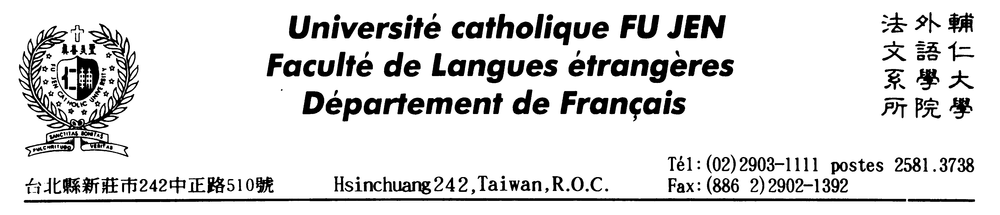 真善美聖
FU JEN CATHOLIC UNIVERSITY
SANCTITAS BONITAS
PULCHRITUDO VERITAS
Université catholique FU JEN
Faculté de Langues étrangères
Département de Français
輔仁大學
外語學院
法文系所
Tél:(02)2903-1111 postes 2581.3738
台北縣新莊市242中正路510號 Hsinchuang242,Taiwan,R.O.C. Fax:(886 2)2902-1392